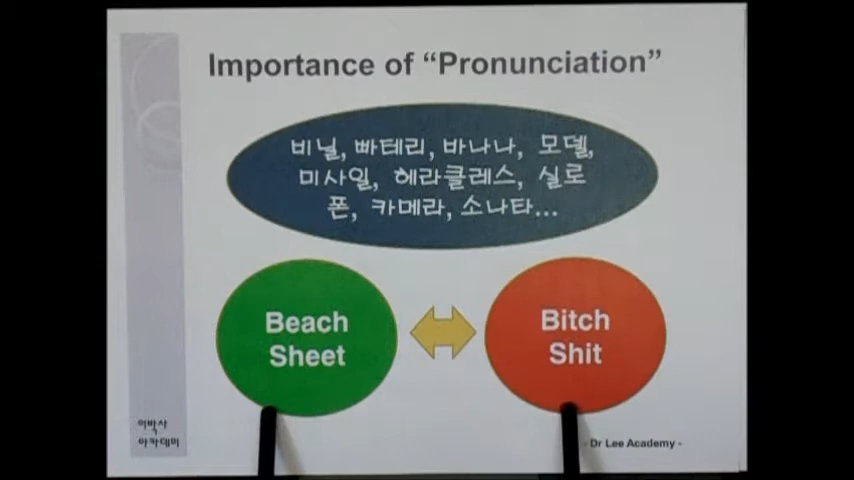 Importance of “Pronunciation”
비닐, 빠테리, 바나나, 모델,
미사일, 헤라클레스, 실로
폰, 카메라, 소나타...
Beach
Sheet
Bitch
Shit
이박사
아카데미
- Dr Lee Academy -